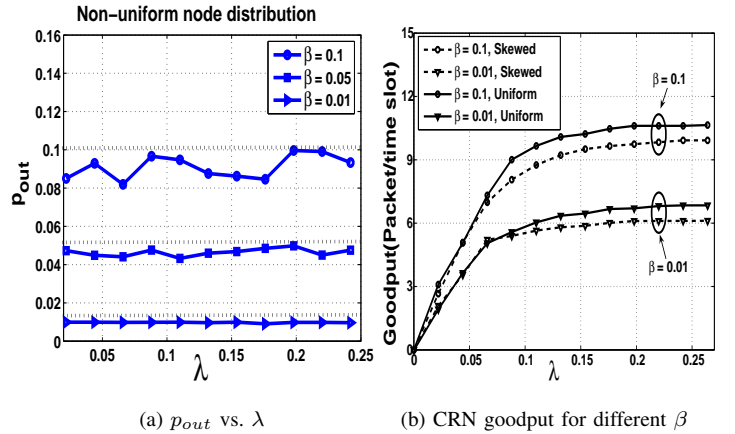 Non-uniform node distribution
0.16
0.14
0.12
0.1
0.08
0.06
0.04
0.02
0
p_out
β = 0.1
β = 0.05
β = 0.01
0.05 0.1 0.15 0.2 0.25
λ
(a) p_out vs. λ
15
12
9
6
3
0
Goodput(Packet/time slot)
β = 0.1, Skewed
β = 0.01, Skewed
β = 0.1, Uniform
β = 0.01, Uniform
β = 0.1
β = 0.01
0 0.05 0.1 0.15 0.2 0.25
λ
(b) CRN goodput for different β